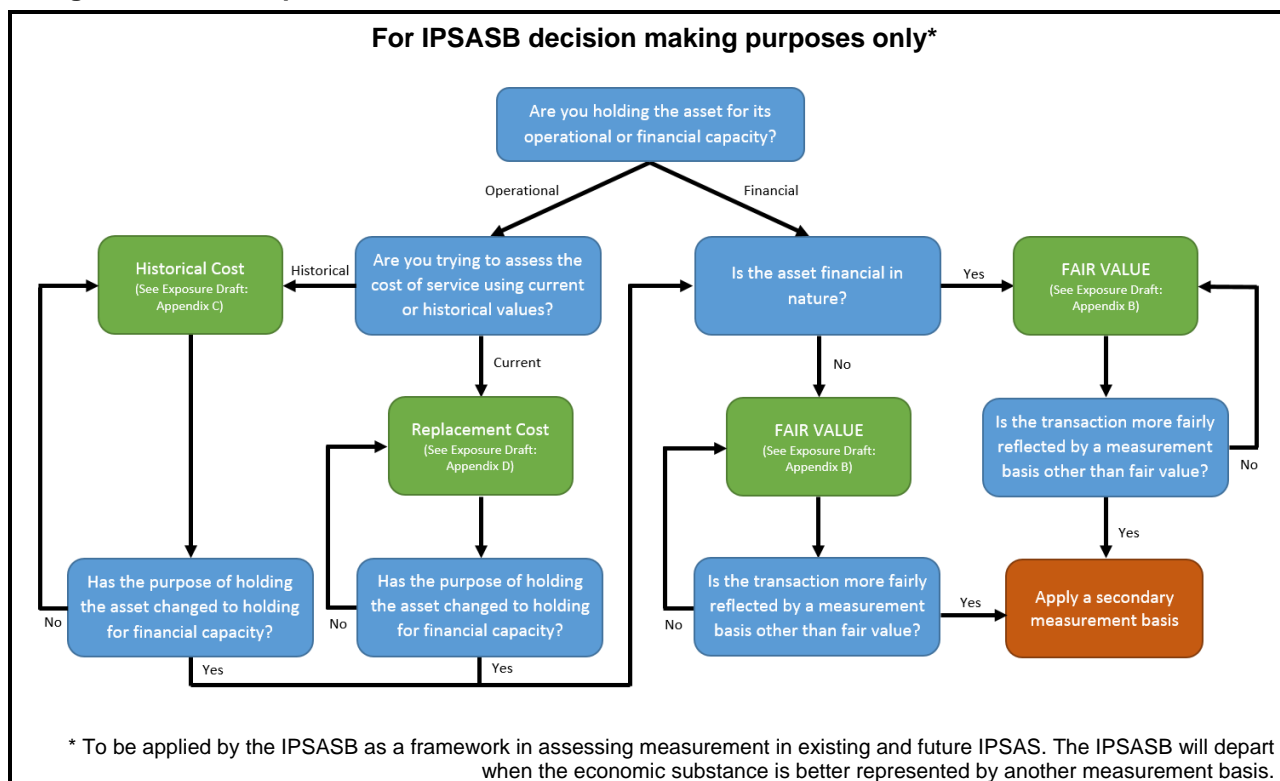 For IPSASB decision making purposes only*
Are you holding the asset for its
operational or financial capacity?
Operational
Financial
Historical Cost
(See Exposure Draft:
Appendix C)
Historical
Are you trying to assess the
cost of service using current
or historical values?
Is the asset financial in
nature?
Yes
FAIR VALUE
(See Exposure Draft:
Appendix B)
Current
No
Replacement Cost
(See Exposure Draft:
Appendix D)
FAIR VALUE
(See Exposure Draft:
Appendix B)
Is the transaction more fairly
reflected by a measurement
basis other than fair value?
No
Yes
Has the purpose of holding
the asset changed to holding
for financial capacity?
No
Yes
Has the purpose of holding
the asset changed to holding
for financial capacity?
No
Yes
Is the transaction more fairly
reflected by a measurement
basis other than fair value?
No
Yes
Apply a secondary
measurement basis
* To be applied by the IPSASB as a framework in assessing measurement in existing and future IPSAS. The IPSASB will depart
when the economic substance is better represented by another measurement basis.